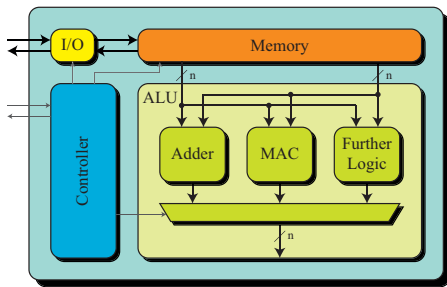 I/O
Memory
n
n
ALU
Controller
Adder
MAC
Further
Logic
n